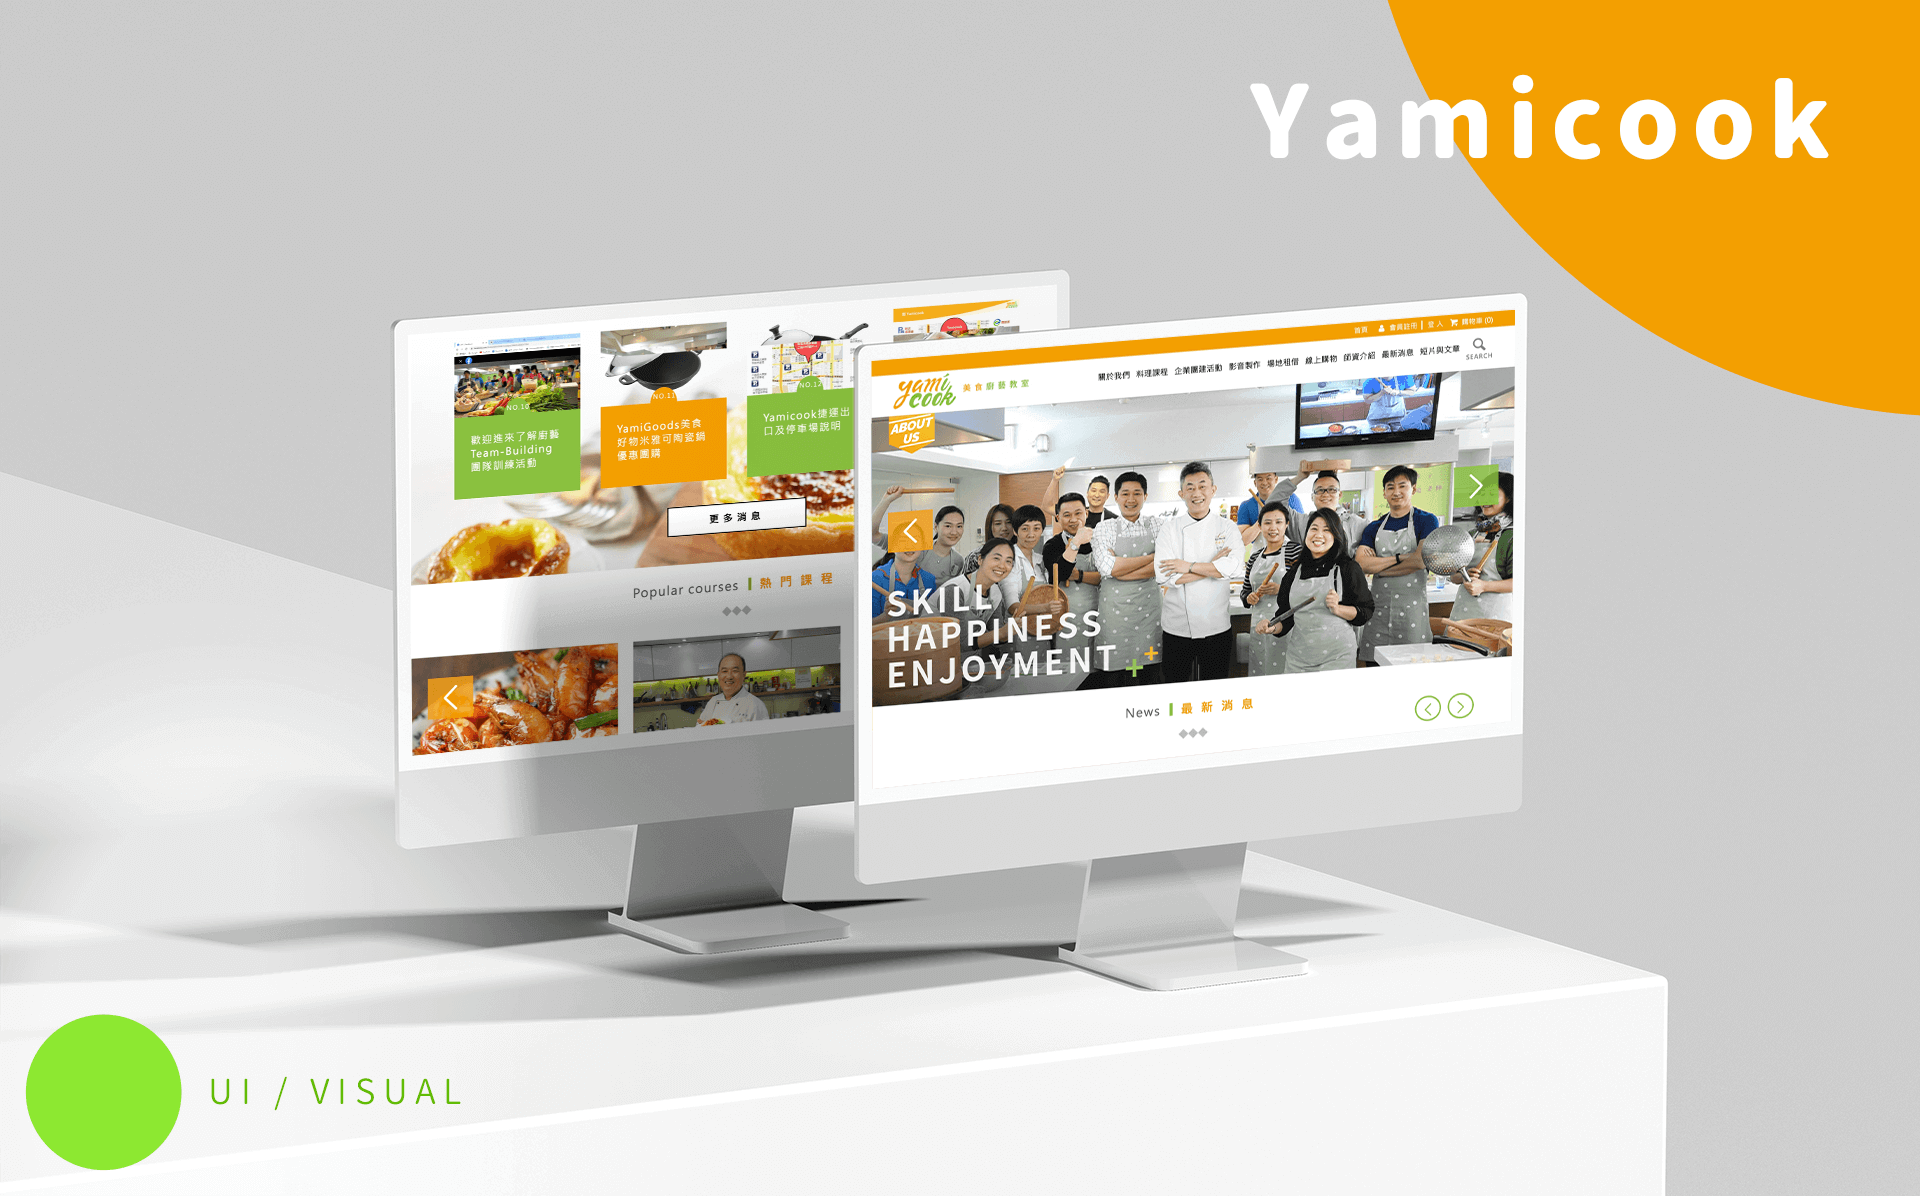 Yamicook
NO.10
歡迎進來了解廚藝
Team-Building
團隊訓練活動
NO.11
YamiGoods美食
好物米雅可陶瓷鍋
優惠團購
NO.12
Yamicook捷運出
口及停車場說明
更多消息
Popular courses
熱門課程
首頁 會員註冊 登入 購物車 (0)
yami
cook
美食廚藝教室
關於我們 料理課程 企業團建活動 影音製作 場地租借 線上購物 師資介紹 最新消息 短片與文章
SEARCH
ABOUT
US
SKILL
HAPPINESS
ENJOYMENT
News
最新消息
UI / VISUAL